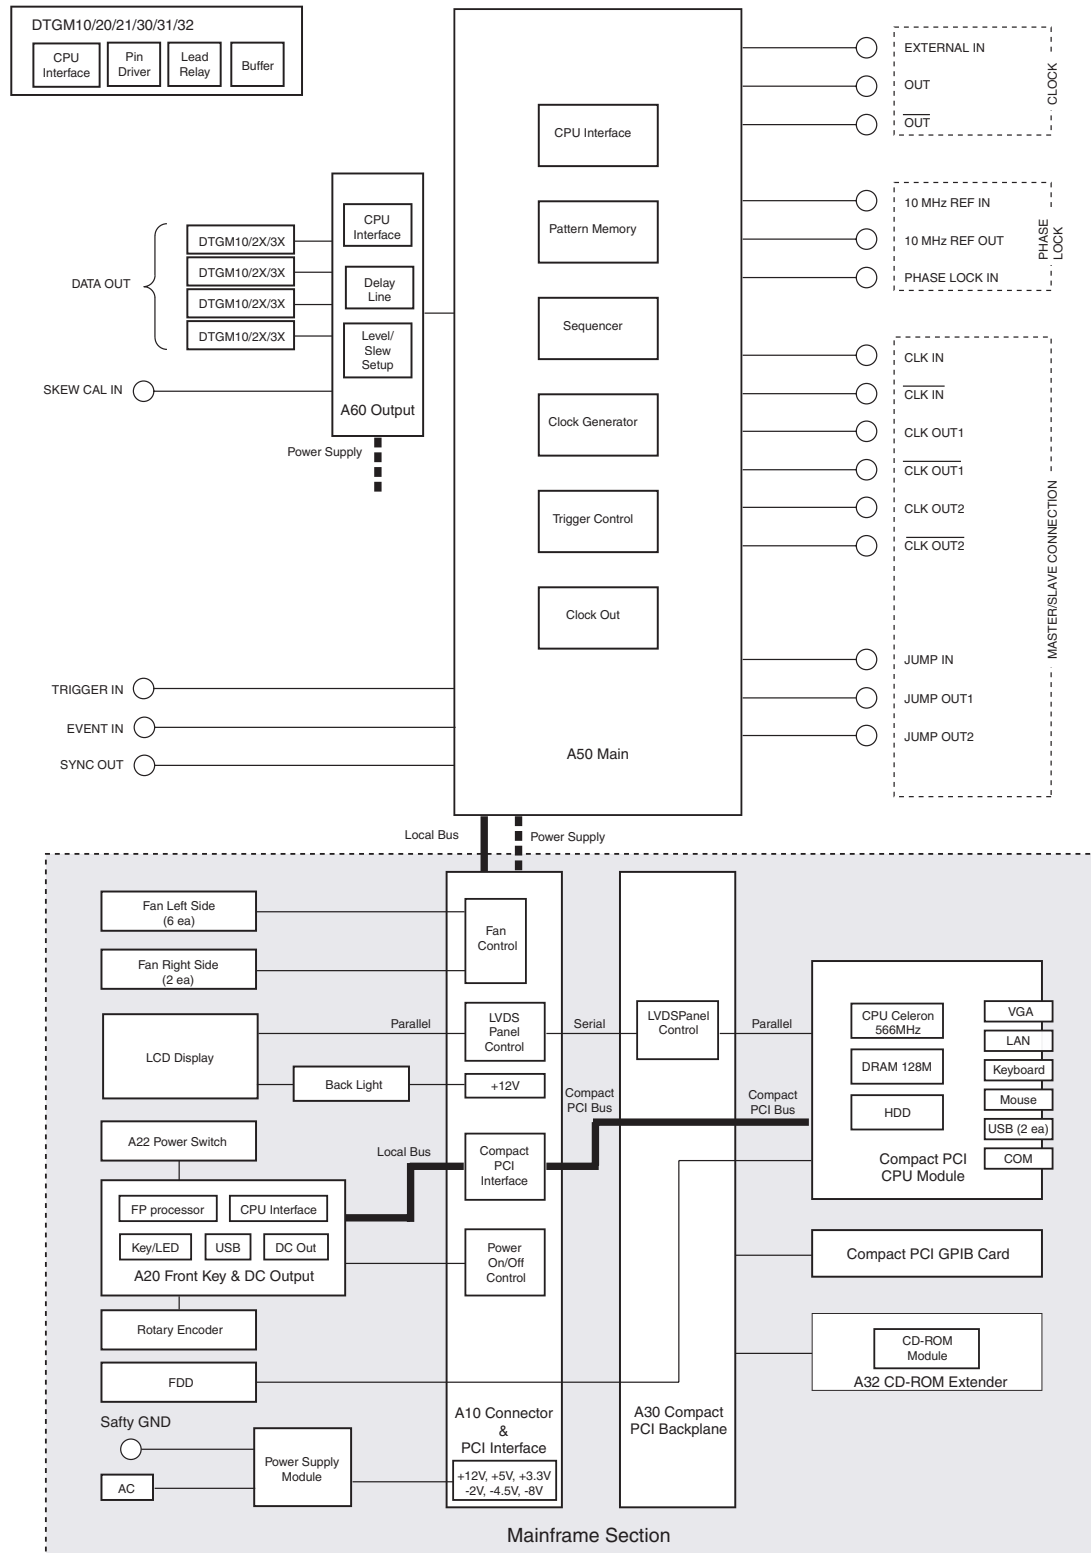 DTGM10/20/21/30/31/32
CPU
Interface
Pin
Driver
Lead
Relay
Buffer
DATA OUT
DTGM10/2X/3X
DTGM10/2X/3X
DTGM10/2X/3X
DTGM10/2X/3X
SKEW CAL IN
CPU
Interface
Delay
Line
Level/
Slew
Setup
A60 Output
Power Supply
CPU Interface
Pattern Memory
Sequencer
Clock Generator
Trigger Control
Clock Out
A50 Main
TRIGGER IN
EVENT IN
SYNC OUT
EXTERNAL IN
OUT
OUT
CLOCK
10 MHz REF IN
10 MHz REF OUT
PHASE LOCK IN
PHASE
LOCK
CLK IN
CLK IN
CLK OUT1
CLK OUT1
CLK OUT2
CLK OUT2
JUMP IN
JUMP OUT1
JUMP OUT2
MASTER/SLAVE CONNECTION
Local Bus
Power Supply
Fan Left Side
(6 ea)
Fan Right Side
(2 ea)
Fan
Control
LCD Display
Parallel
LVDS
Panel
Control
Serial
LVDSPanel
Control
Parallel
Back Light
+12V
Compact
PCI Bus
Compact
PCI Bus
CPU Celeron
566MHz
DRAM 128M
HDD
VGA
LAN
Keyboard
Mouse
USB (2 ea)
COM
Compact PCI
CPU Module
A22 Power Switch
Local Bus
Compact
PCI
Interface
FP processor
CPU Interface
Key/LED
USB
DC Out
A20 Front Key & DC Output
Power
On/Off
Control
Compact PCI GPIB Card
Rotary Encoder
FDD
CD-ROM
Module
A32 CD-ROM Extender
Safty GND
AC
Power Supply
Module
A10 Connector
&
PCI Interface
+12V, +5V, +3.3V
-2V, -4.5V, -8V
A30 Compact
PCI Backplane
Mainframe Section